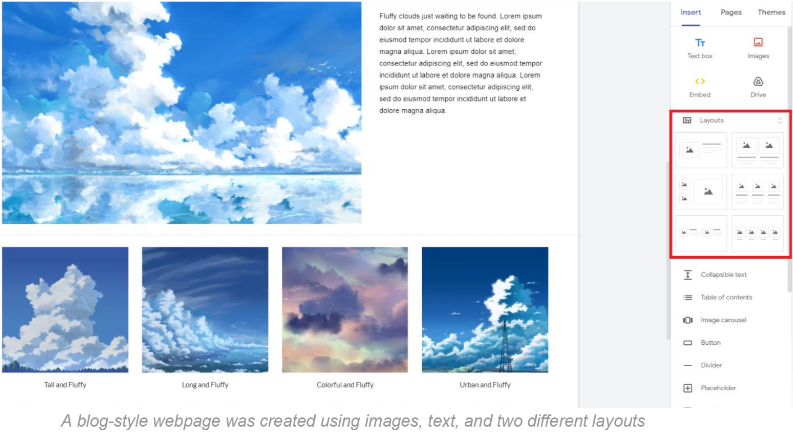 Fluffy clouds just waiting to be found. Lorem ipsum
dolor sit amet, consectetur adipiscing elit, sed do
eiusmod tempor incididunt ut labore et dolore
magna aliqua. Lorem ipsum dolor sit amet,
consectetur adipiscing elit, sed do eiusmod tempor
incididunt ut labore et dolore magna aliqua. Lorem
ipsum dolor sit amet, consectetur adipiscing elit,
sed do eiusmod tempor incididunt ut labore et
dolore magna aliqua.
Tall and Fluffy
Long and Fluffy
Colorful and Fluffy
Urban and Fluffy
Insert Pages Themes
Tт
Text box Images
Embed Drive
Layouts
Collapsible text
Table of contents
Image carousel
Button
Divider
Placeholder
A blog-style webpage was created using images, text, and two different layouts